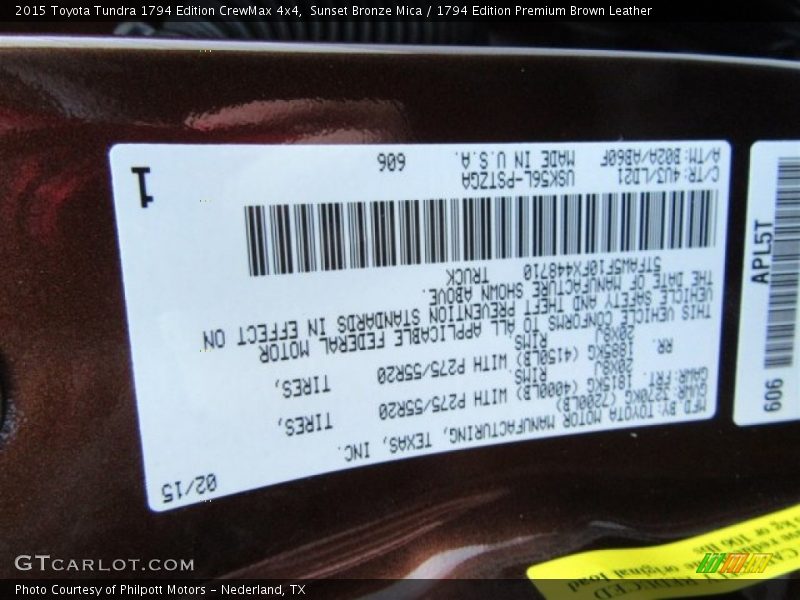 2015 Toyota Tundra 1794 Edition CrewMax 4x4, Sunset Bronze Mica / 1794 Edition Premium Brown Leather
MFD BY: TOYOTA MOTOR MANUFACTURING, TEXAS, INC. 02/15
GVWR: 3270KG (7200LB)
GAWR: FRT. 1815KG (4000LB) WITH P275/55R20 TIRES,
20X8J RIMS
RR. 1885KG (4150LB) WITH P275/55R20 TIRES,
20X8J RIMS.
THIS VEHICLE CONFORMS TO ALL APPLICABLE FEDERAL MOTOR
VEHICLE SAFETY AND THEFT PREVENTION STANDARDS IN EFFECT ON
THE DATE OF MANUFACTURE SHOWN ABOVE.
5TFAW5F10FX448710 TRUCK
C/TR: 4U3/LD21 USK56L-PSTZGA
A/TM: B02A/AB60F MADE IN U.S.A. 606
1
APL5T
606
GTCARLOT.COM
Photo Courtesy of Philpott Motors – Nederland, TX